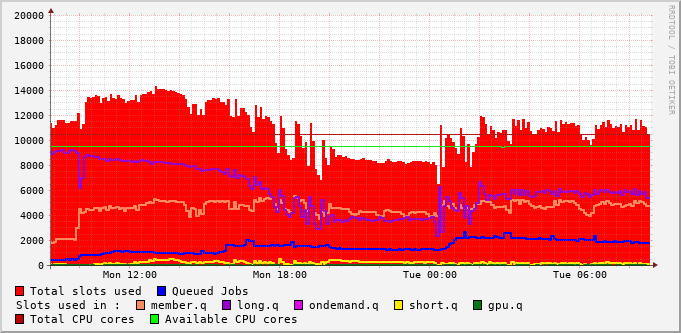 20000
18000
16000
14000
12000
10000
8000
6000
4000
2000
0
Mon 12:00 Mon 18:00 Tue 00:00 Tue 06:00
RRDTOOL / TOBI OETIKER
Total slots used Queued Jobs
Slots used in : member.q long.q ondemand.q short.q gpu.q
Total CPU cores Available CPU cores